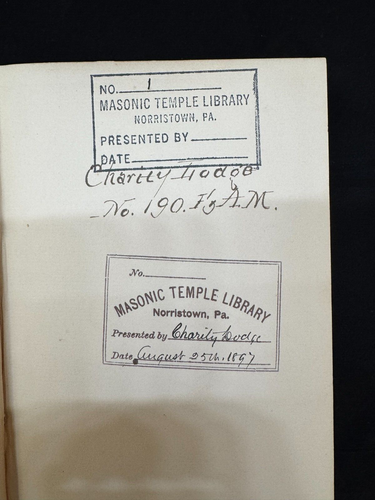 NO. 1
MASONIC TEMPLE LIBRARY
NORRISTOWN, PA.
PRESENTED BY
DATE
Charity Lodge
No. 190. F & A.M.
No.
MASONIC TEMPLE LIBRARY
Norristown, Pa.
Presented by Charity Lodge
Date August 25th. 1897